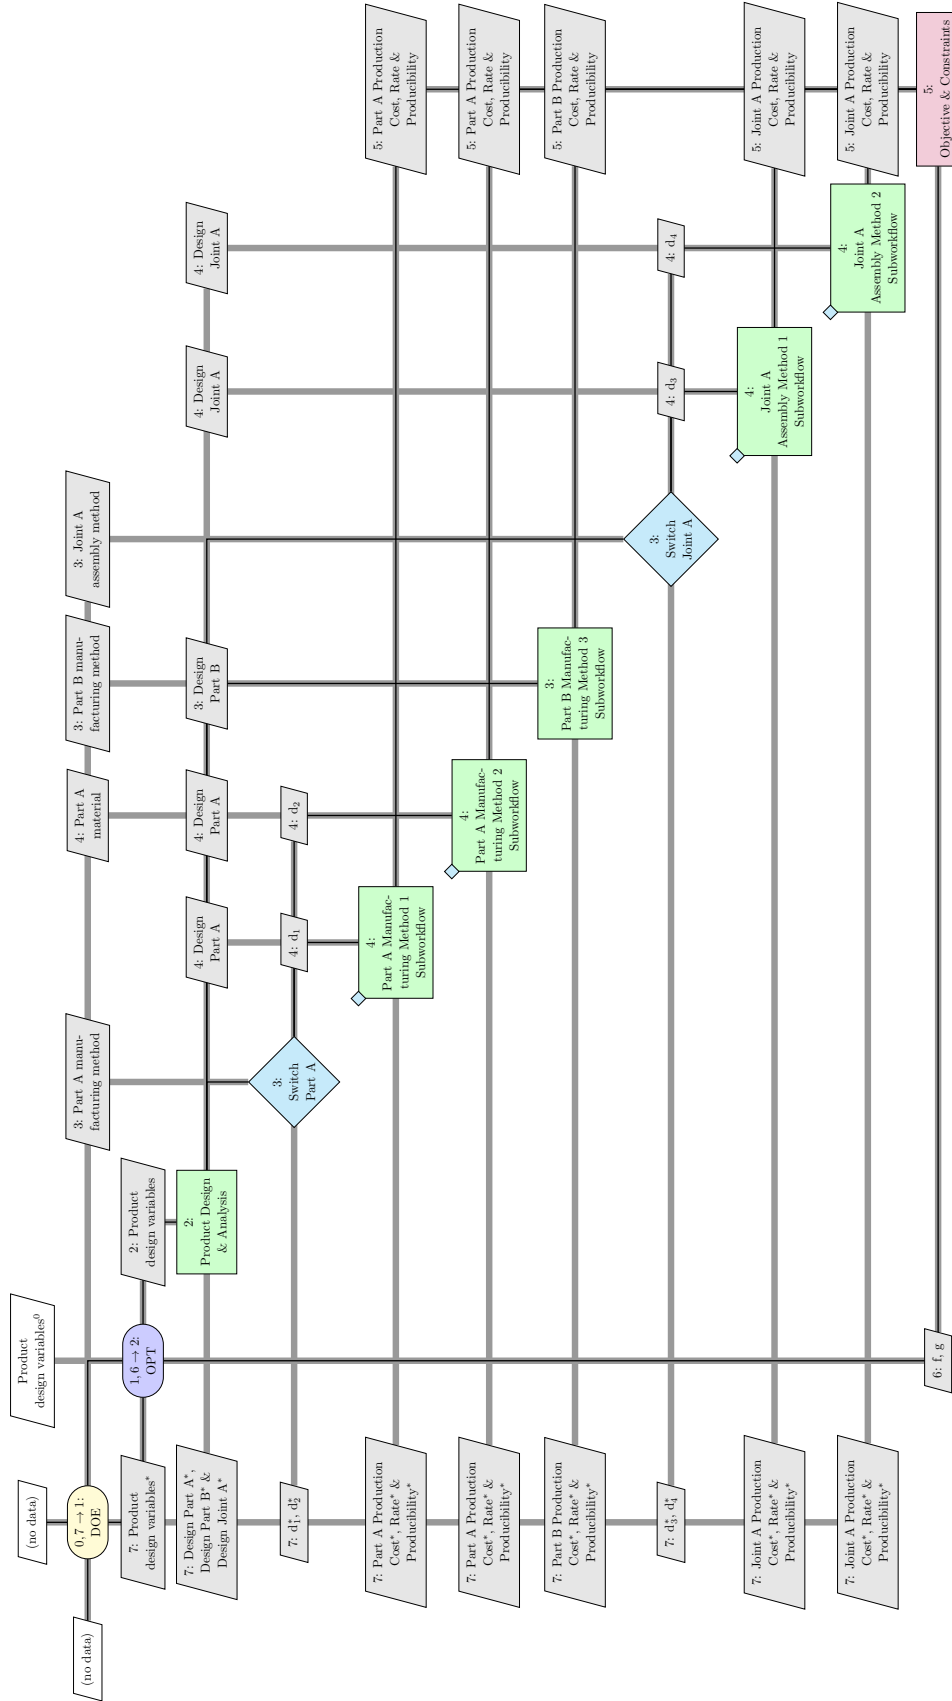 (no data)
Product
design variables⁰
(no data)
0, 7 → 1:
DOE
3: Part A manu-
facturing method
4: Part A
material
3: Part B manu-
facturing method
3: Joint A
assembly method
7: Product
design variables*
1, 6 → 2:
OPT
2: Product
design variables
7: Design Part A*,
Design Part B* &
Design Joint A*
2:
Product Design
& Analysis
4: Design
Part A
4: Design
Part A
3: Design
Part B
4: Design
Joint A
4: Design
Joint A
7: d₁*, d₂*
3:
Switch
Part A
4: d₁
4: d₂
7: Part A Production
Cost*, Rate* &
Producibility*
4:
Part A Manufac-
turing Method 1
Subworkflow
5: Part A Production
Cost, Rate &
Producibility
7: Part A Production
Cost*, Rate* &
Producibility*
4:
Part A Manufac-
turing Method 2
Subworkflow
5: Part A Production
Cost, Rate &
Producibility
7: Part B Production
Cost*, Rate* &
Producibility*
3:
Part B Manufac-
turing Method 3
Subworkflow
5: Part B Production
Cost, Rate &
Producibility
7: d₃*, d₄*
3:
Switch
Joint A
4: d₃
4: d₄
7: Joint A Production
Cost*, Rate* &
Producibility*
4:
Joint A
Assembly Method 1
Subworkflow
5: Joint A Production
Cost, Rate &
Producibility
7: Joint A Production
Cost*, Rate* &
Producibility*
4:
Joint A
Assembly Method 2
Subworkflow
5: Joint A Production
Cost, Rate &
Producibility
6: f, g
5:
Objective & Constraints